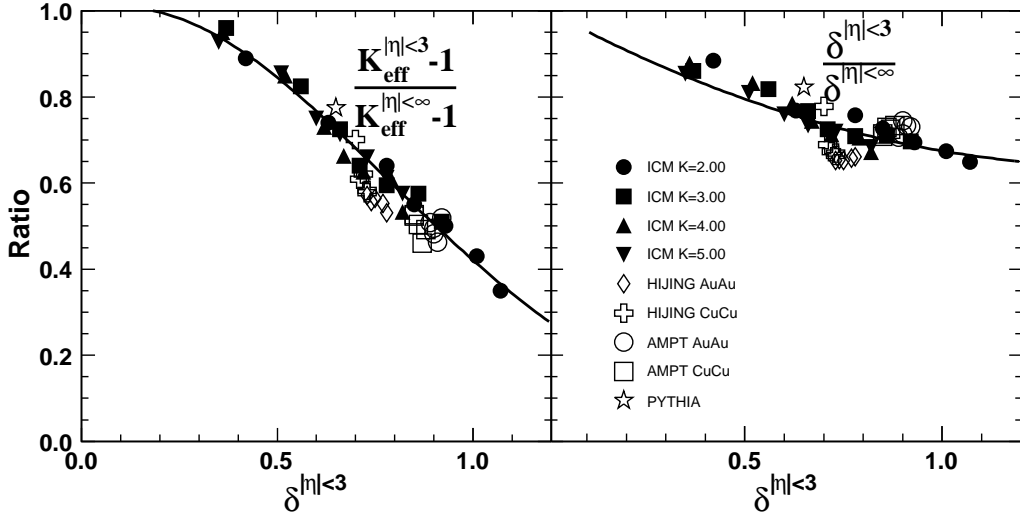 Ratio
1.0
0.8
0.6
0.4
0.2
0.0
K_eff^|η|<3 -1
K_eff^|η|<∞ -1
0.0 0.5 1.0
δ^|η|<3
δ^|η|<3
δ^|η|<∞
ICM K=2.00
ICM K=3.00
ICM K=4.00
ICM K=5.00
HIJING AuAu
HIJING CuCu
AMPT AuAu
AMPT CuCu
PYTHIA
0.5 1.0
δ^|η|<3